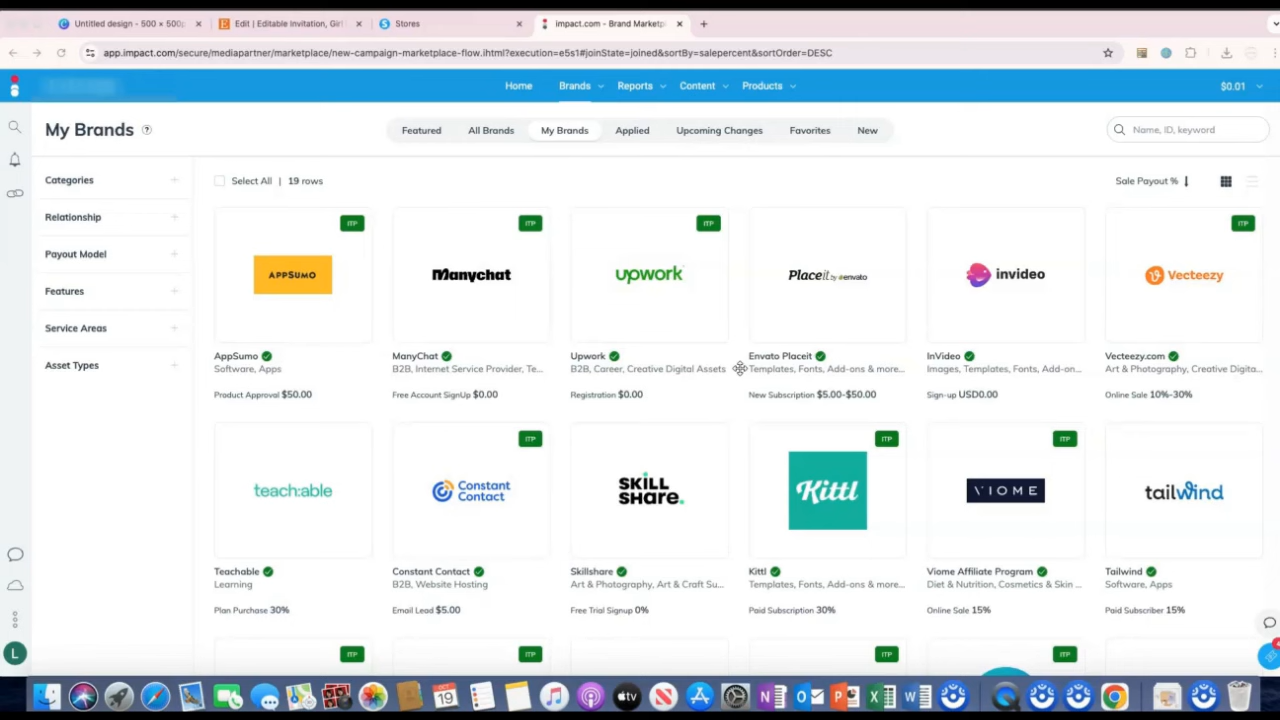 Untitled design - 500 × 500p
Edit | Editable Invitation, Girl
Stores
impact.com - Brand Marketpl
app.impact.com/secure/mediapartner/marketplace/new-campaign-marketplace-flow.ihtml?execution=e5s1#joinState=joined&sortBy=salepercent&sortOrder=DESC
Home Brands Reports Content Products $0.01
My Brands ?
Featured All Brands My Brands Applied Upcoming Changes Favorites New
Name, ID, keyword
Categories
Relationship
Payout Model
Features
Service Areas
Asset Types
Select All | 19 rows
Sale Payout %
ITP ITP ITP ITP
APPSUMO Manychat upwork Placeit by envato invideo Vecteezy
AppSumo ManyChat Upwork Envato Placeit InVideo Vecteezy.com
Software, Apps B2B, Internet Service Provider, Te... B2B, Career, Creative Digital Assets Templates, Fonts, Add-ons & more... Images, Templates, Fonts, Add-on... Art & Photography, Creative Digita...
Product Approval $50.00 Free Account SignUp $0.00 Registration $0.00 New Subscription $5.00-$50.00 Sign-up USD0.00 Online Sale 10%-30%
ITP ITP ITP
teach:able Constant Contact SKILL SHARE. Kittl VIOME tailwind
Teachable Constant Contact Skillshare Kittl Viome Affiliate Program Tailwind
Learning B2B, Website Hosting Art & Photography, Art & Craft Su... Templates, Fonts, Add-ons & more... Diet & Nutrition, Cosmetics & Skin ... Software, Apps
Plan Purchase 30% Email Lead $5.00 Free Trial Signup 0% Paid Subscription 30% Online Sale 15% Paid Subscriber 15%
ITP ITP ITP ITP
L
OCT
19